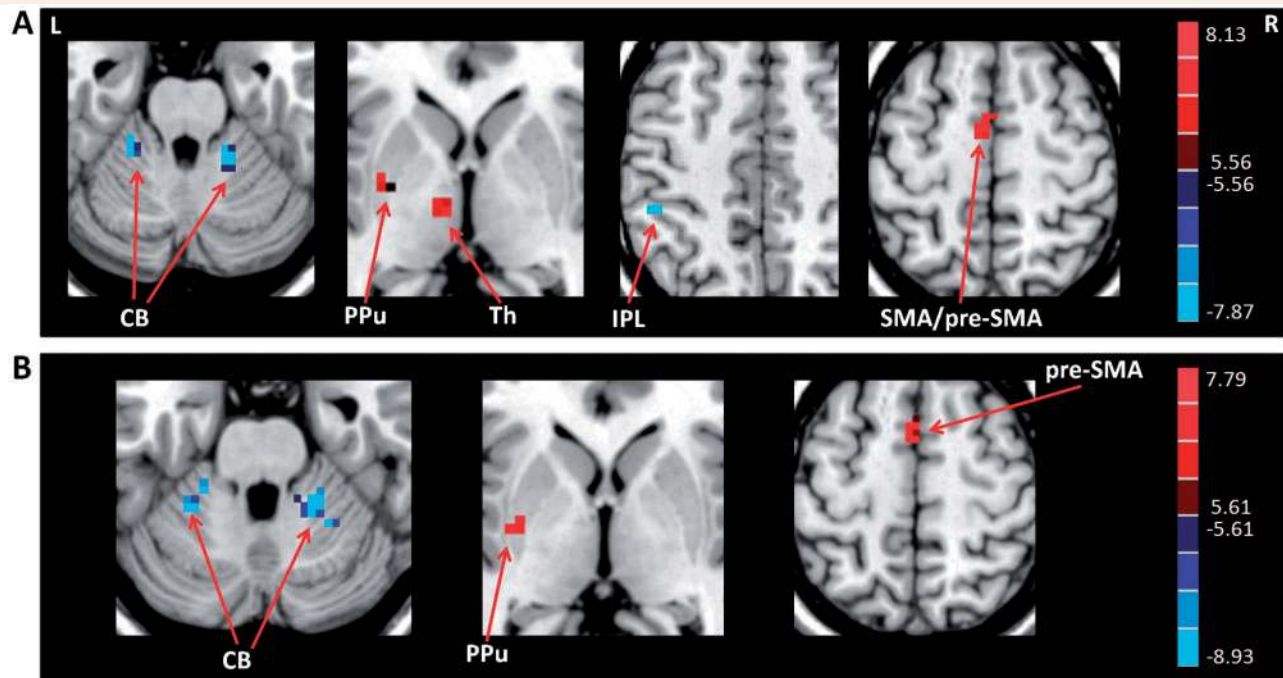 A
L
R
8.13
5.56
-5.56
-7.87
CB
PPu
Th
IPL
SMA/pre-SMA
B
pre-SMA
7.79
5.61
-5.61
-8.93
CB
PPu